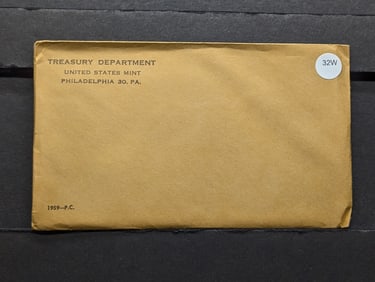 TREASURY DEPARTMENT
UNITED STATES MINT
PHILADELPHIA 30, PA.
32W
1959—P.C.